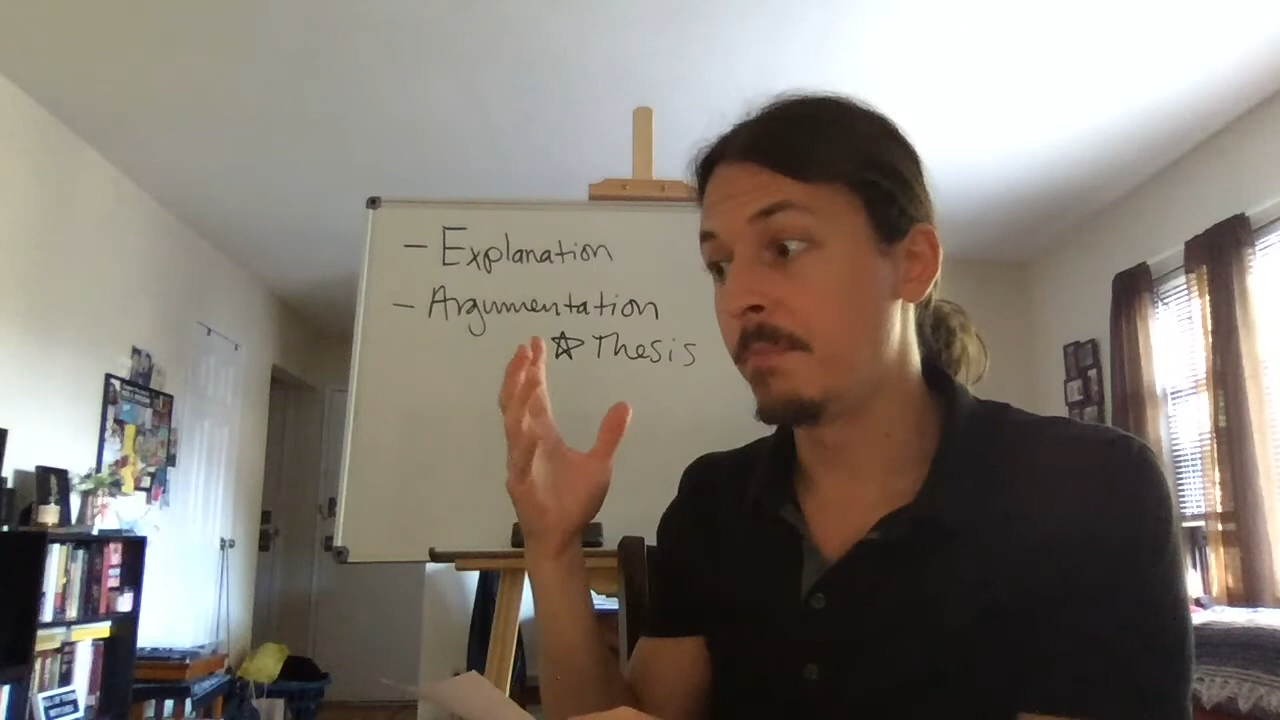 – Explanation
– Argumentation
☆ Thesis